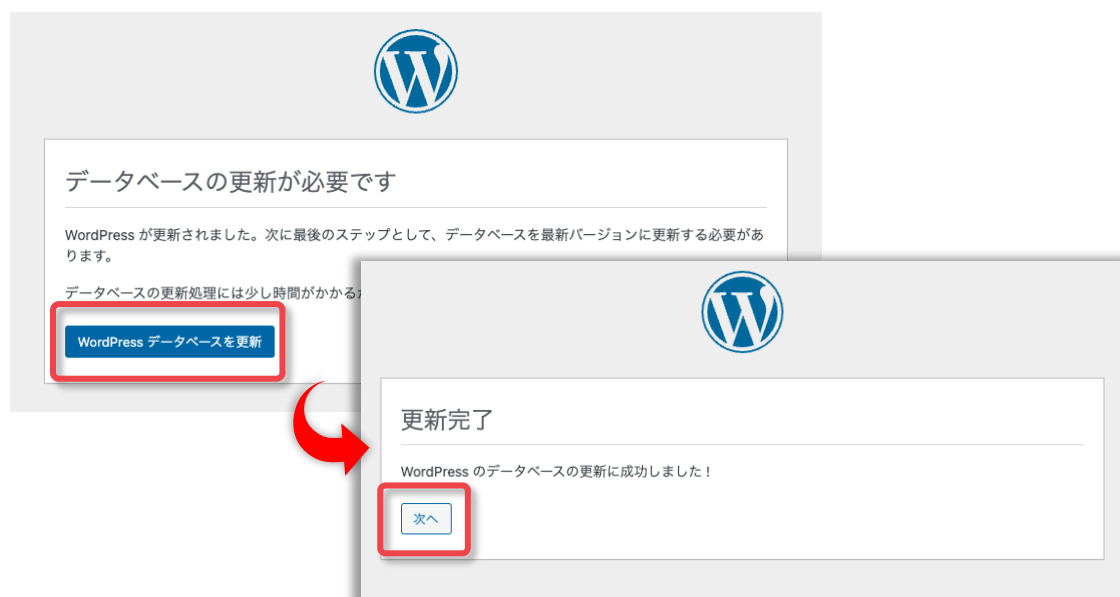 データベースの更新が必要です
WordPress が更新されました。次に最後のステップとして、データベースを最新バージョンに更新する必要があ
ります。
データベースの更新処理には少し時間がかかる
WordPress データベースを更新
更新完了
WordPress のデータベースの更新に成功しました !
次へ